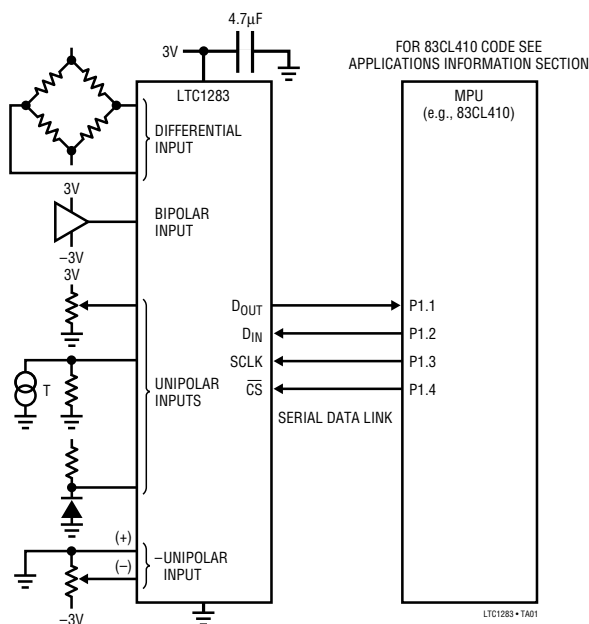 4.7µF
3V
FOR 83CL410 CODE SEE
APPLICATIONS INFORMATION SECTION
LTC1283
MPU
(e.g., 83CL410)
DIFFERENTIAL
INPUT
3V
BIPOLAR
INPUT
–3V
3V
DOUT
P1.1
DIN
P1.2
SCLK
P1.3
CS
P1.4
T
UNIPOLAR
INPUTS
SERIAL DATA LINK
(+)
(–)
–UNIPOLAR
INPUT
–3V
LTC1283 • TA01